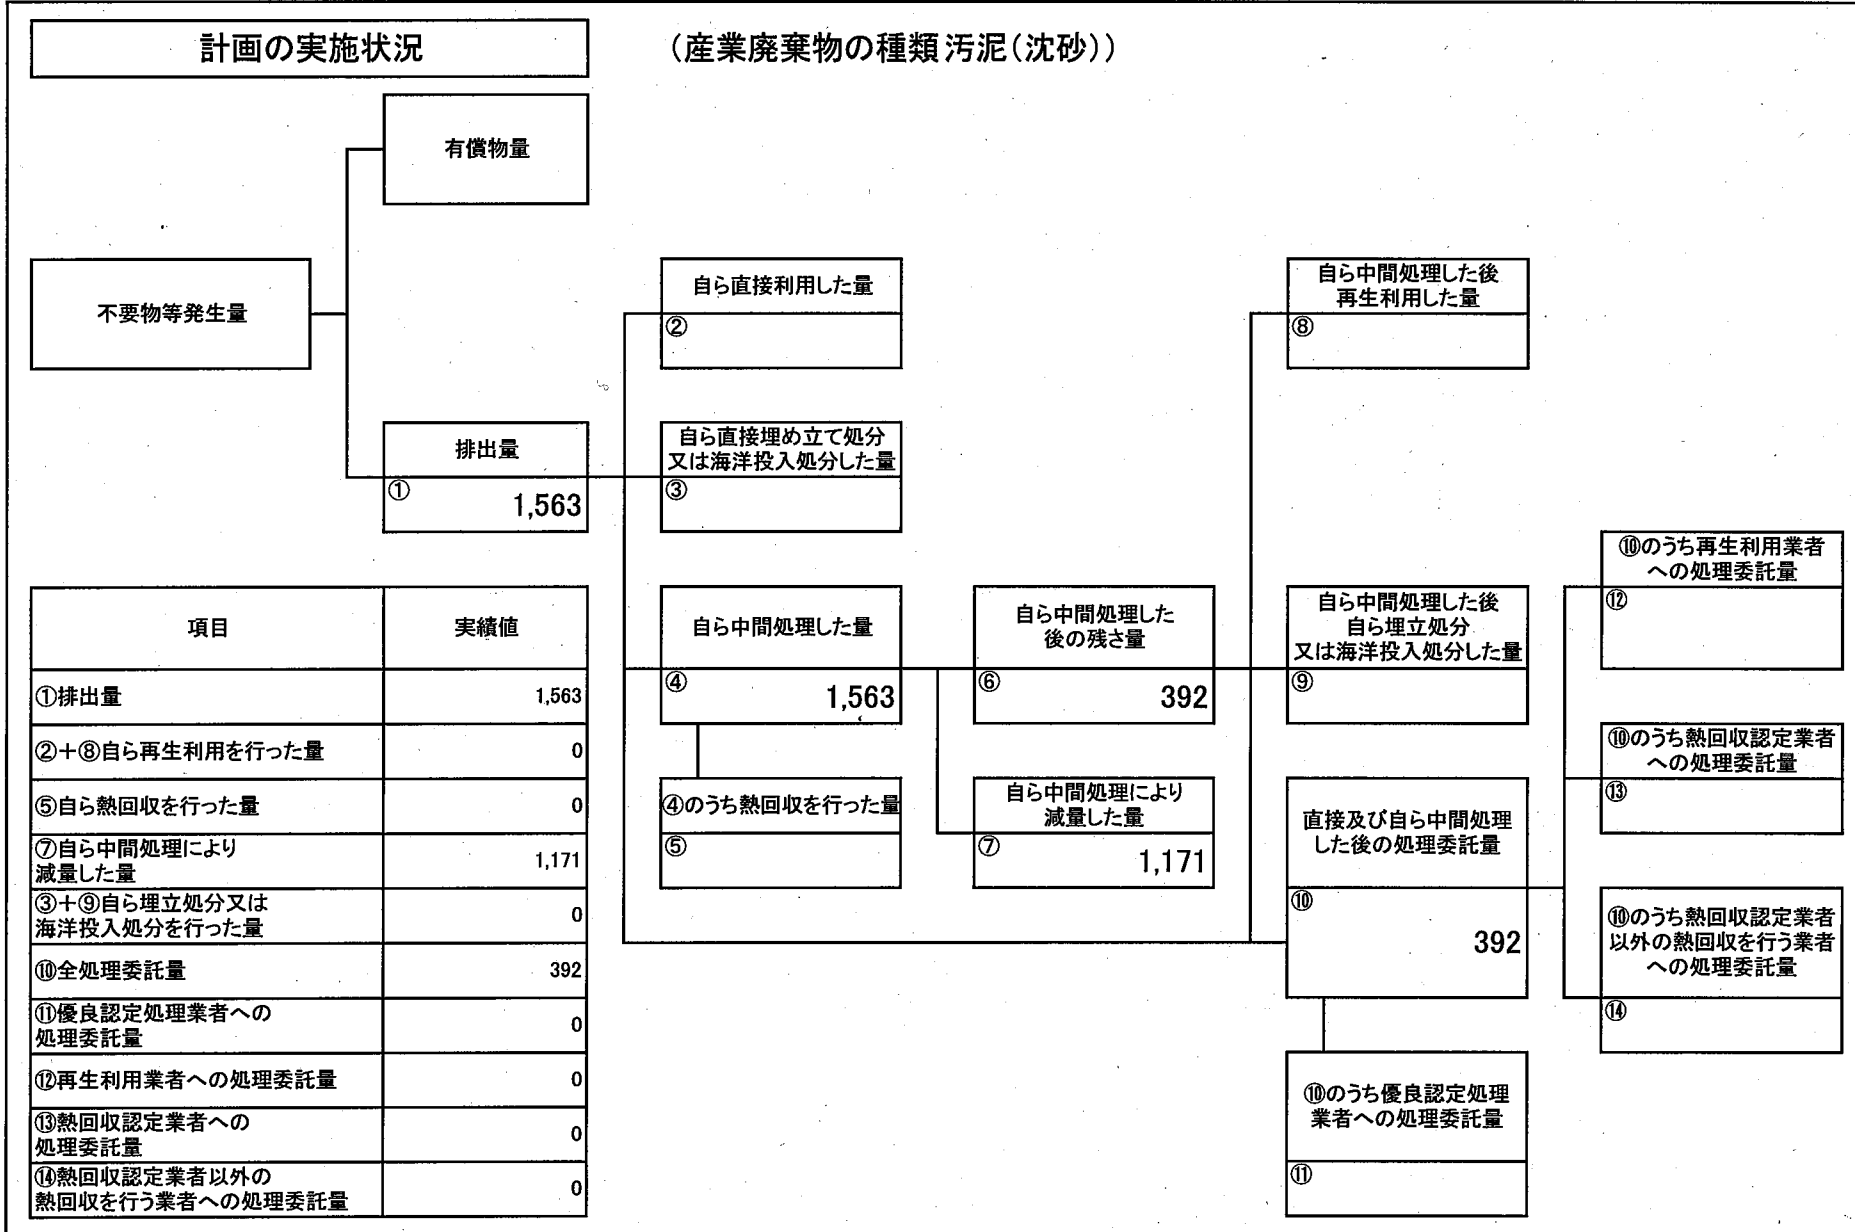 計画の実施状況
（産業廃棄物の種類 汚泥（沈砂））
有償物量
不要物等発生量
排出量
①
1,563
自ら直接利用した量
②
自ら直接埋め立て処分
又は海洋投入処分した量
③
自ら中間処理した量
④
1,563
④のうち熱回収を行った量
⑤
自ら中間処理した
後の残さ量
⑥
392
自ら中間処理により
減量した量
⑦
1,171
自ら中間処理した後
再生利用した量
⑧
自ら中間処理した後
自ら埋立処分
又は海洋投入処分した量
⑨
直接及び自ら中間処理
した後の処理委託量
⑩
392
⑩のうち優良認定処理
業者への処理委託量
⑪
⑩のうち再生利用業者
への処理委託量
⑫
⑩のうち熱回収認定業者
への処理委託量
⑬
⑩のうち熱回収認定業者
以外の熱回収を行う業者
への処理委託量
⑭
項目 実績値
①排出量 1,563
②＋⑧自ら再生利用を行った量 0
⑤自ら熱回収を行った量 0
⑦自ら中間処理により
減量した量 1,171
③＋⑨自ら埋立処分又は
海洋投入処分を行った量 0
⑩全処理委託量 392
⑪優良認定処理業者への
処理委託量 0
⑫再生利用業者への処理委託量 0
⑬熱回収認定業者への
処理委託量 0
⑭熱回収認定業者以外の
熱回収を行う業者への処理委託量 0